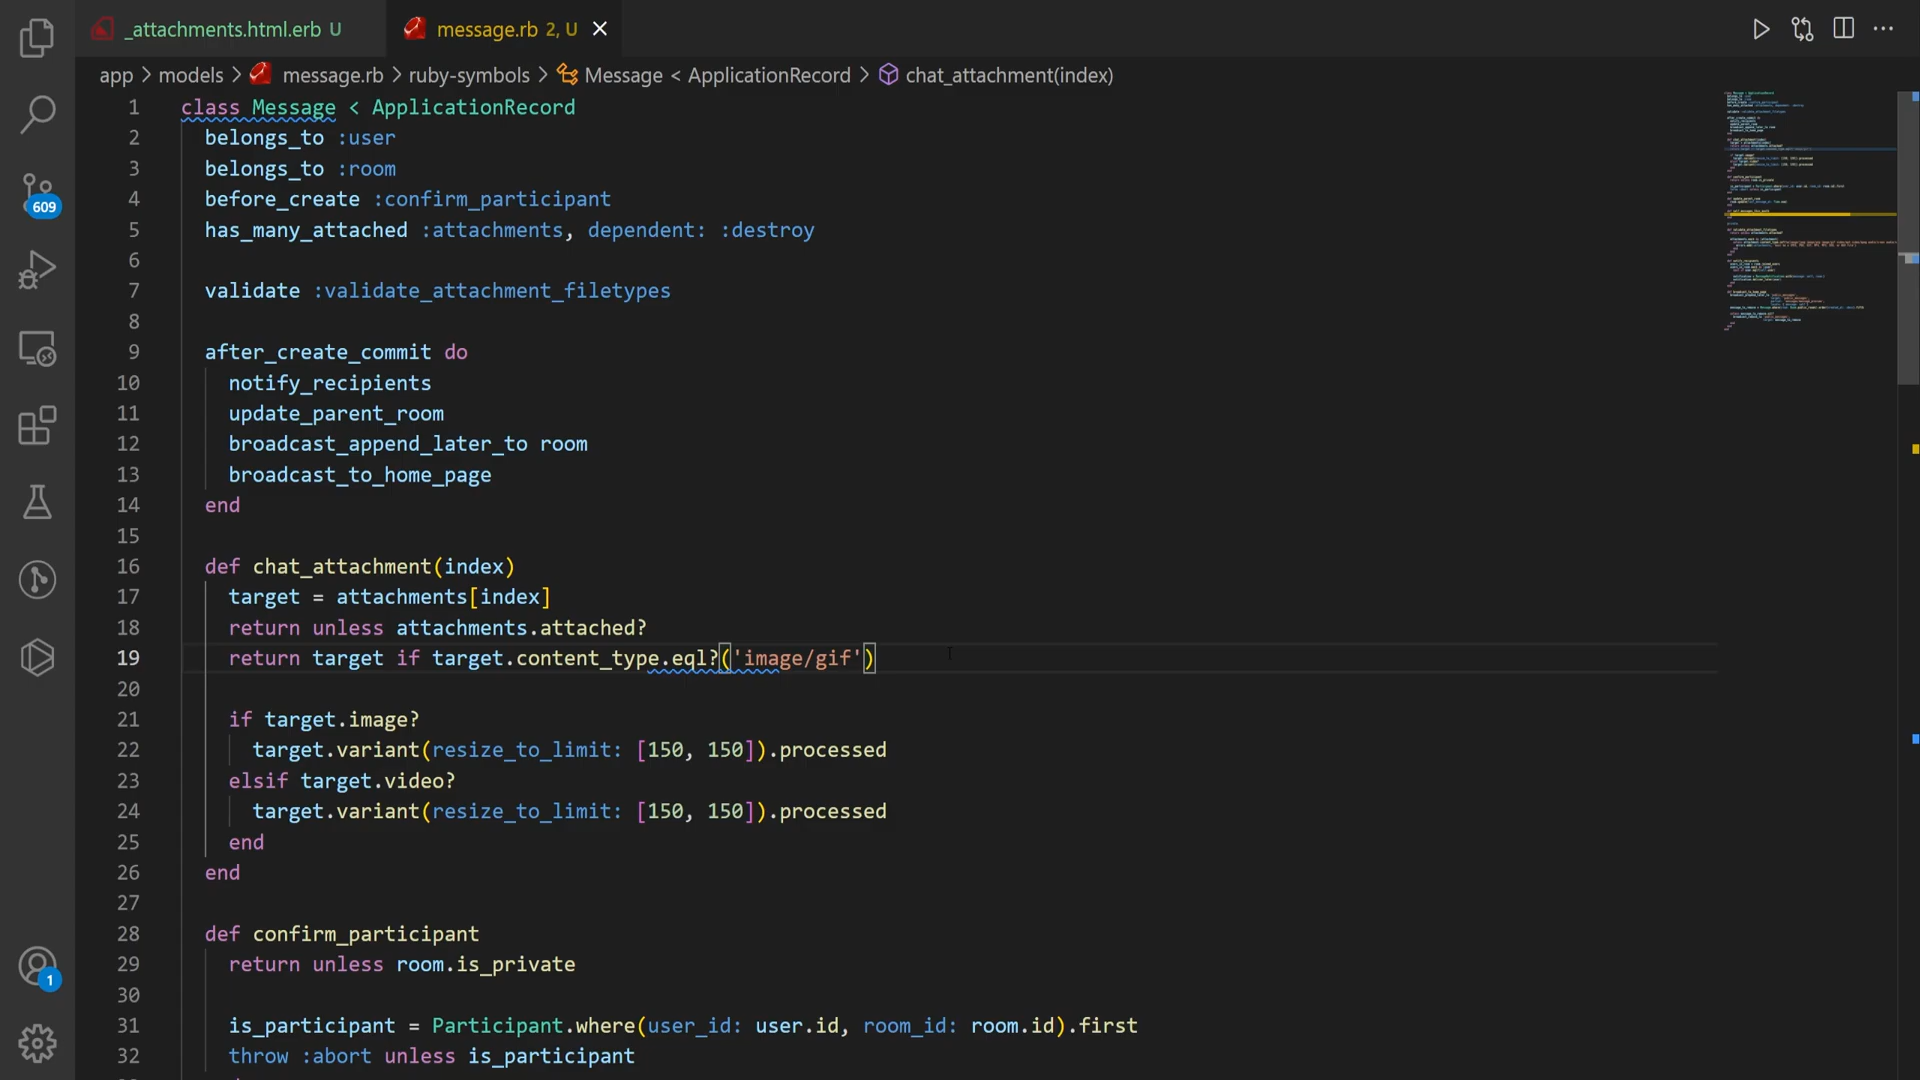 _attachments.html.erb U
message.rb 2, U
app > models > message.rb > ruby-symbols > Message < ApplicationRecord > chat_attachment(index)
1 class Message < ApplicationRecord
2 belongs_to :user
3 belongs_to :room
4 before_create :confirm_participant
5 has_many_attached :attachments, dependent: :destroy
6
7 validate :validate_attachment_filetypes
8
9 after_create_commit do
10 notify_recipients
11 update_parent_room
12 broadcast_append_later_to room
13 broadcast_to_home_page
14 end
15
16 def chat_attachment(index)
17 target = attachments[index]
18 return unless attachments.attached?
19 return target if target.content_type.eql?('image/gif')
20
21 if target.image?
22 target.variant(resize_to_limit: [150, 150]).processed
23 elsif target.video?
24 target.variant(resize_to_limit: [150, 150]).processed
25 end
26 end
27
28 def confirm_participant
29 return unless room.is_private
30
31 is_participant = Participant.where(user_id: user.id, room_id: room.id).first
32 throw :abort unless is_participant
609
1